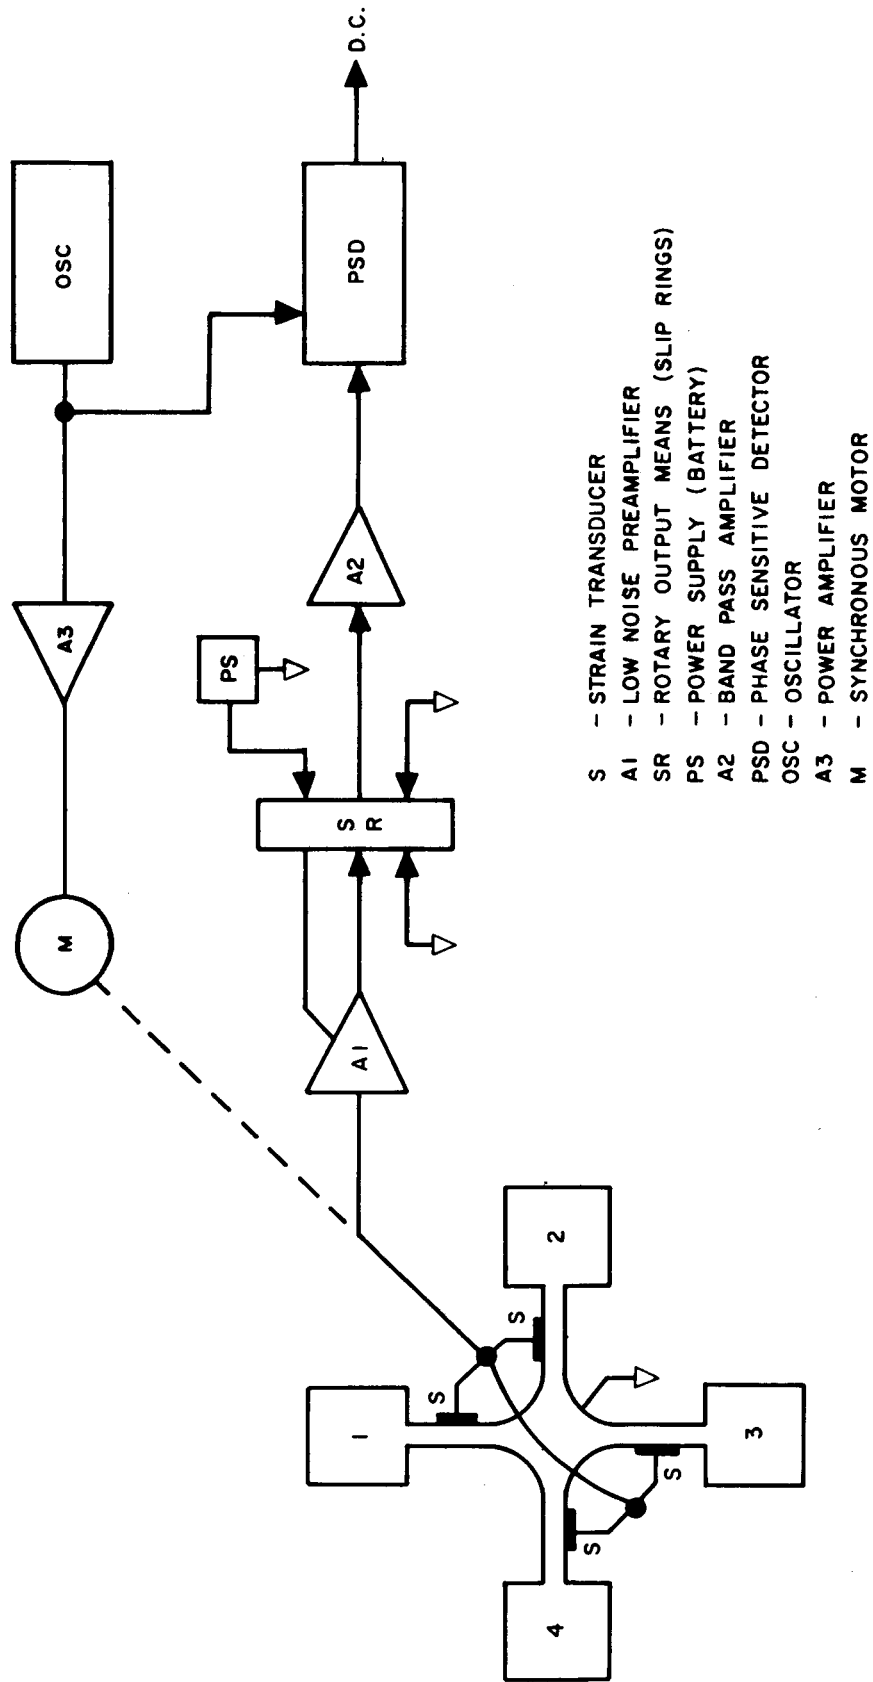 OSC
A3
M
D.C.
PSD
A2
PS
S R
A1
1
2
3
4
S
S
S
S
S - STRAIN TRANSDUCER
A1 - LOW NOISE PREAMPLIFIER
SR - ROTARY OUTPUT MEANS (SLIP RINGS)
PS - POWER SUPPLY (BATTERY)
A2 - BAND PASS AMPLIFIER
PSD - PHASE SENSITIVE DETECTOR
OSC - OSCILLATOR
A3 - POWER AMPLIFIER
M - SYNCHRONOUS MOTOR